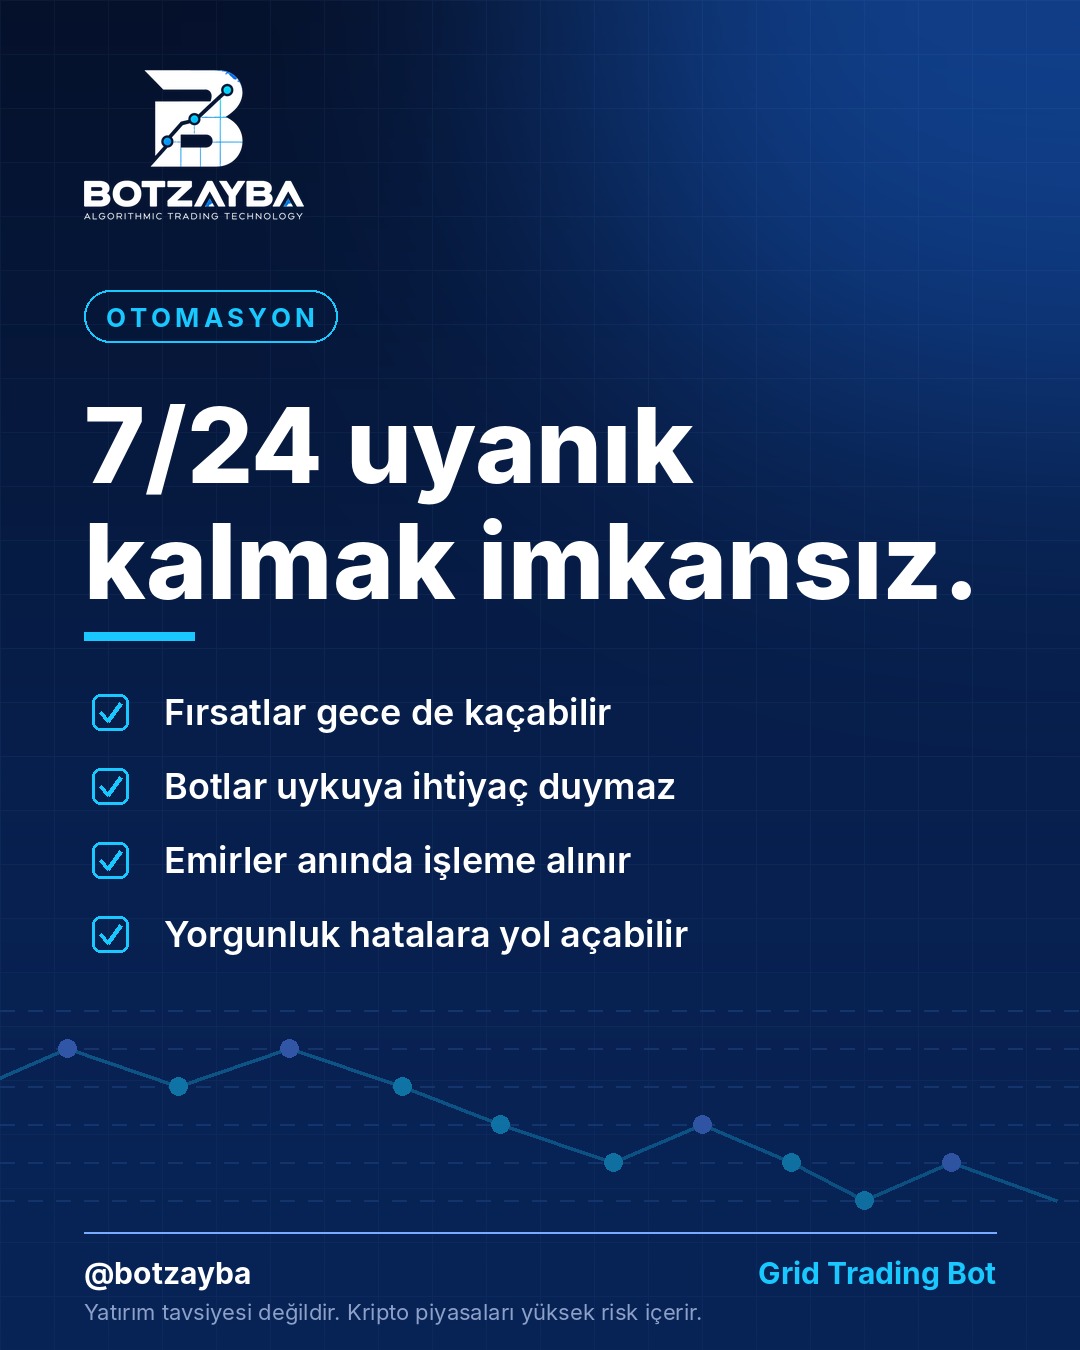 BOTZAYBA
ALGORITHMIC TRADING TECHNOLOGY
OTOMASYON
7/24 uyanık
kalmak imkansız.
Fırsatlar gece de kaçabilir
Botlar uykuya ihtiyaç duymaz
Emirler anında işleme alınır
Yorgunluk hatalara yol açabilir
@botzayba
Grid Trading Bot
Yatırım tavsiyesi değildir. Kripto piyasaları yüksek risk içerir.